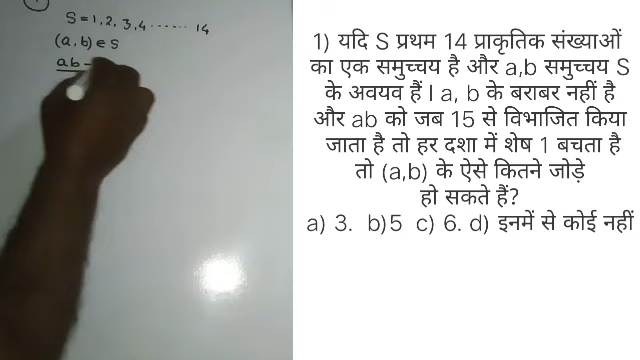 S = 1, 2, 3, 4 ------ 14
(a, b) ∈ S
ab -
1) यदि S प्रथम 14 प्राकृतिक संख्याओं
का एक समुच्चय है और a,b समुच्चय S
के अवयव हैं l a, b के बराबर नहीं है
और ab को जब 15 से विभाजित किया
जाता है तो हर दशा में शेष 1 बचता है
तो (a,b) के ऐसे कितने जोड़े
हो सकते हैं?
a) 3. b)5 c) 6. d) इनमें से कोई नहीं